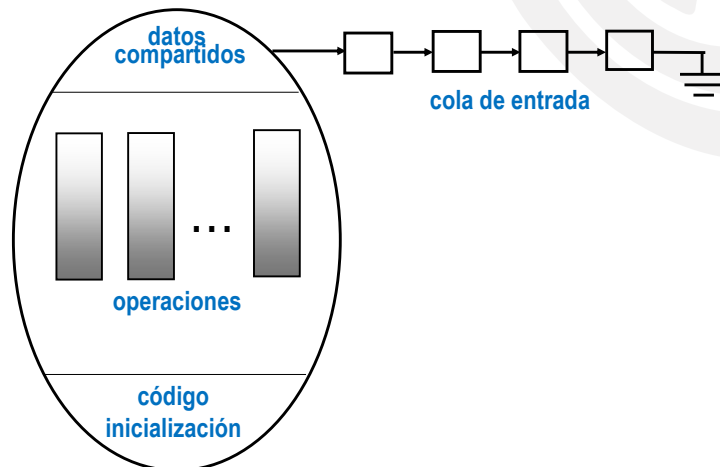 datos
compartidos
cola de entrada
...
operaciones
código
inicialización